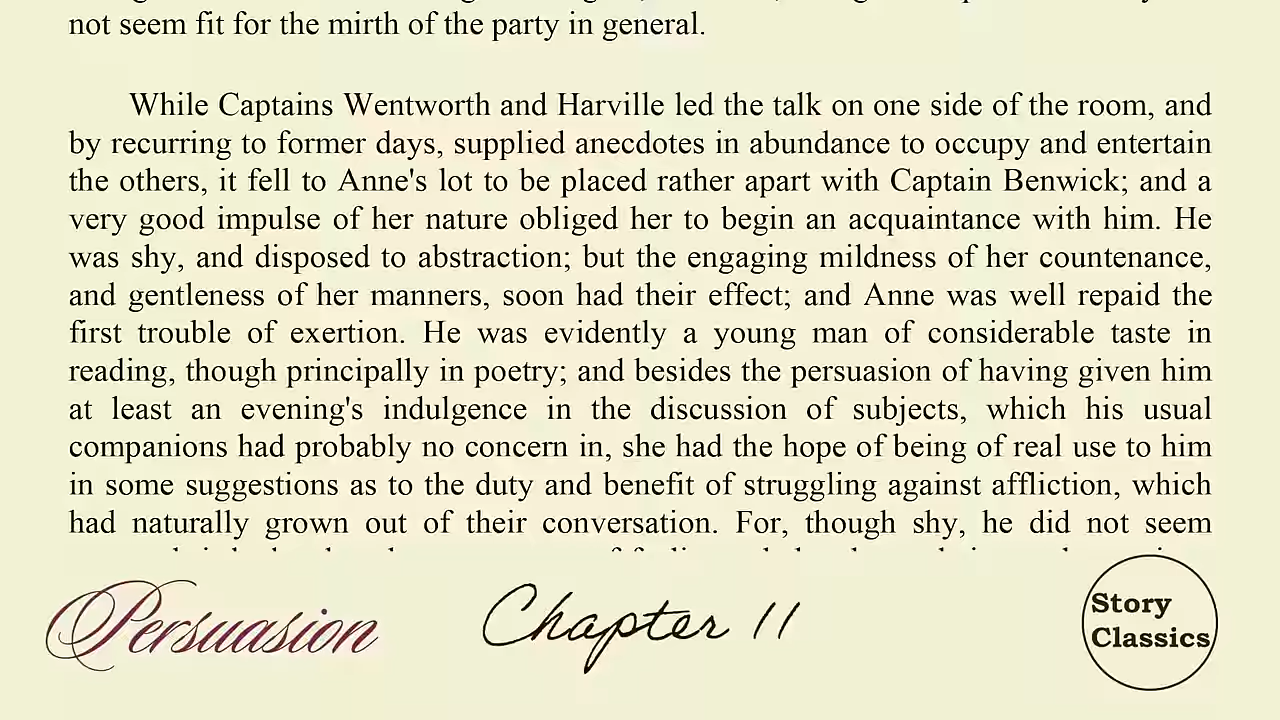 not seem fit for the mirth of the party in general.
While Captains Wentworth and Harville led the talk on one side of the room, and
by recurring to former days, supplied anecdotes in abundance to occupy and entertain
the others, it fell to Anne's lot to be placed rather apart with Captain Benwick; and a
very good impulse of her nature obliged her to begin an acquaintance with him. He
was shy, and disposed to abstraction; but the engaging mildness of her countenance,
and gentleness of her manners, soon had their effect; and Anne was well repaid the
first trouble of exertion. He was evidently a young man of considerable taste in
reading, though principally in poetry; and besides the persuasion of having given him
at least an evening's indulgence in the discussion of subjects, which his usual
companions had probably no concern in, she had the hope of being of real use to him
in some suggestions as to the duty and benefit of struggling against affliction, which
had naturally grown out of their conversation. For, though shy, he did not seem
Persuasion
Chapter 11
Story
Classics